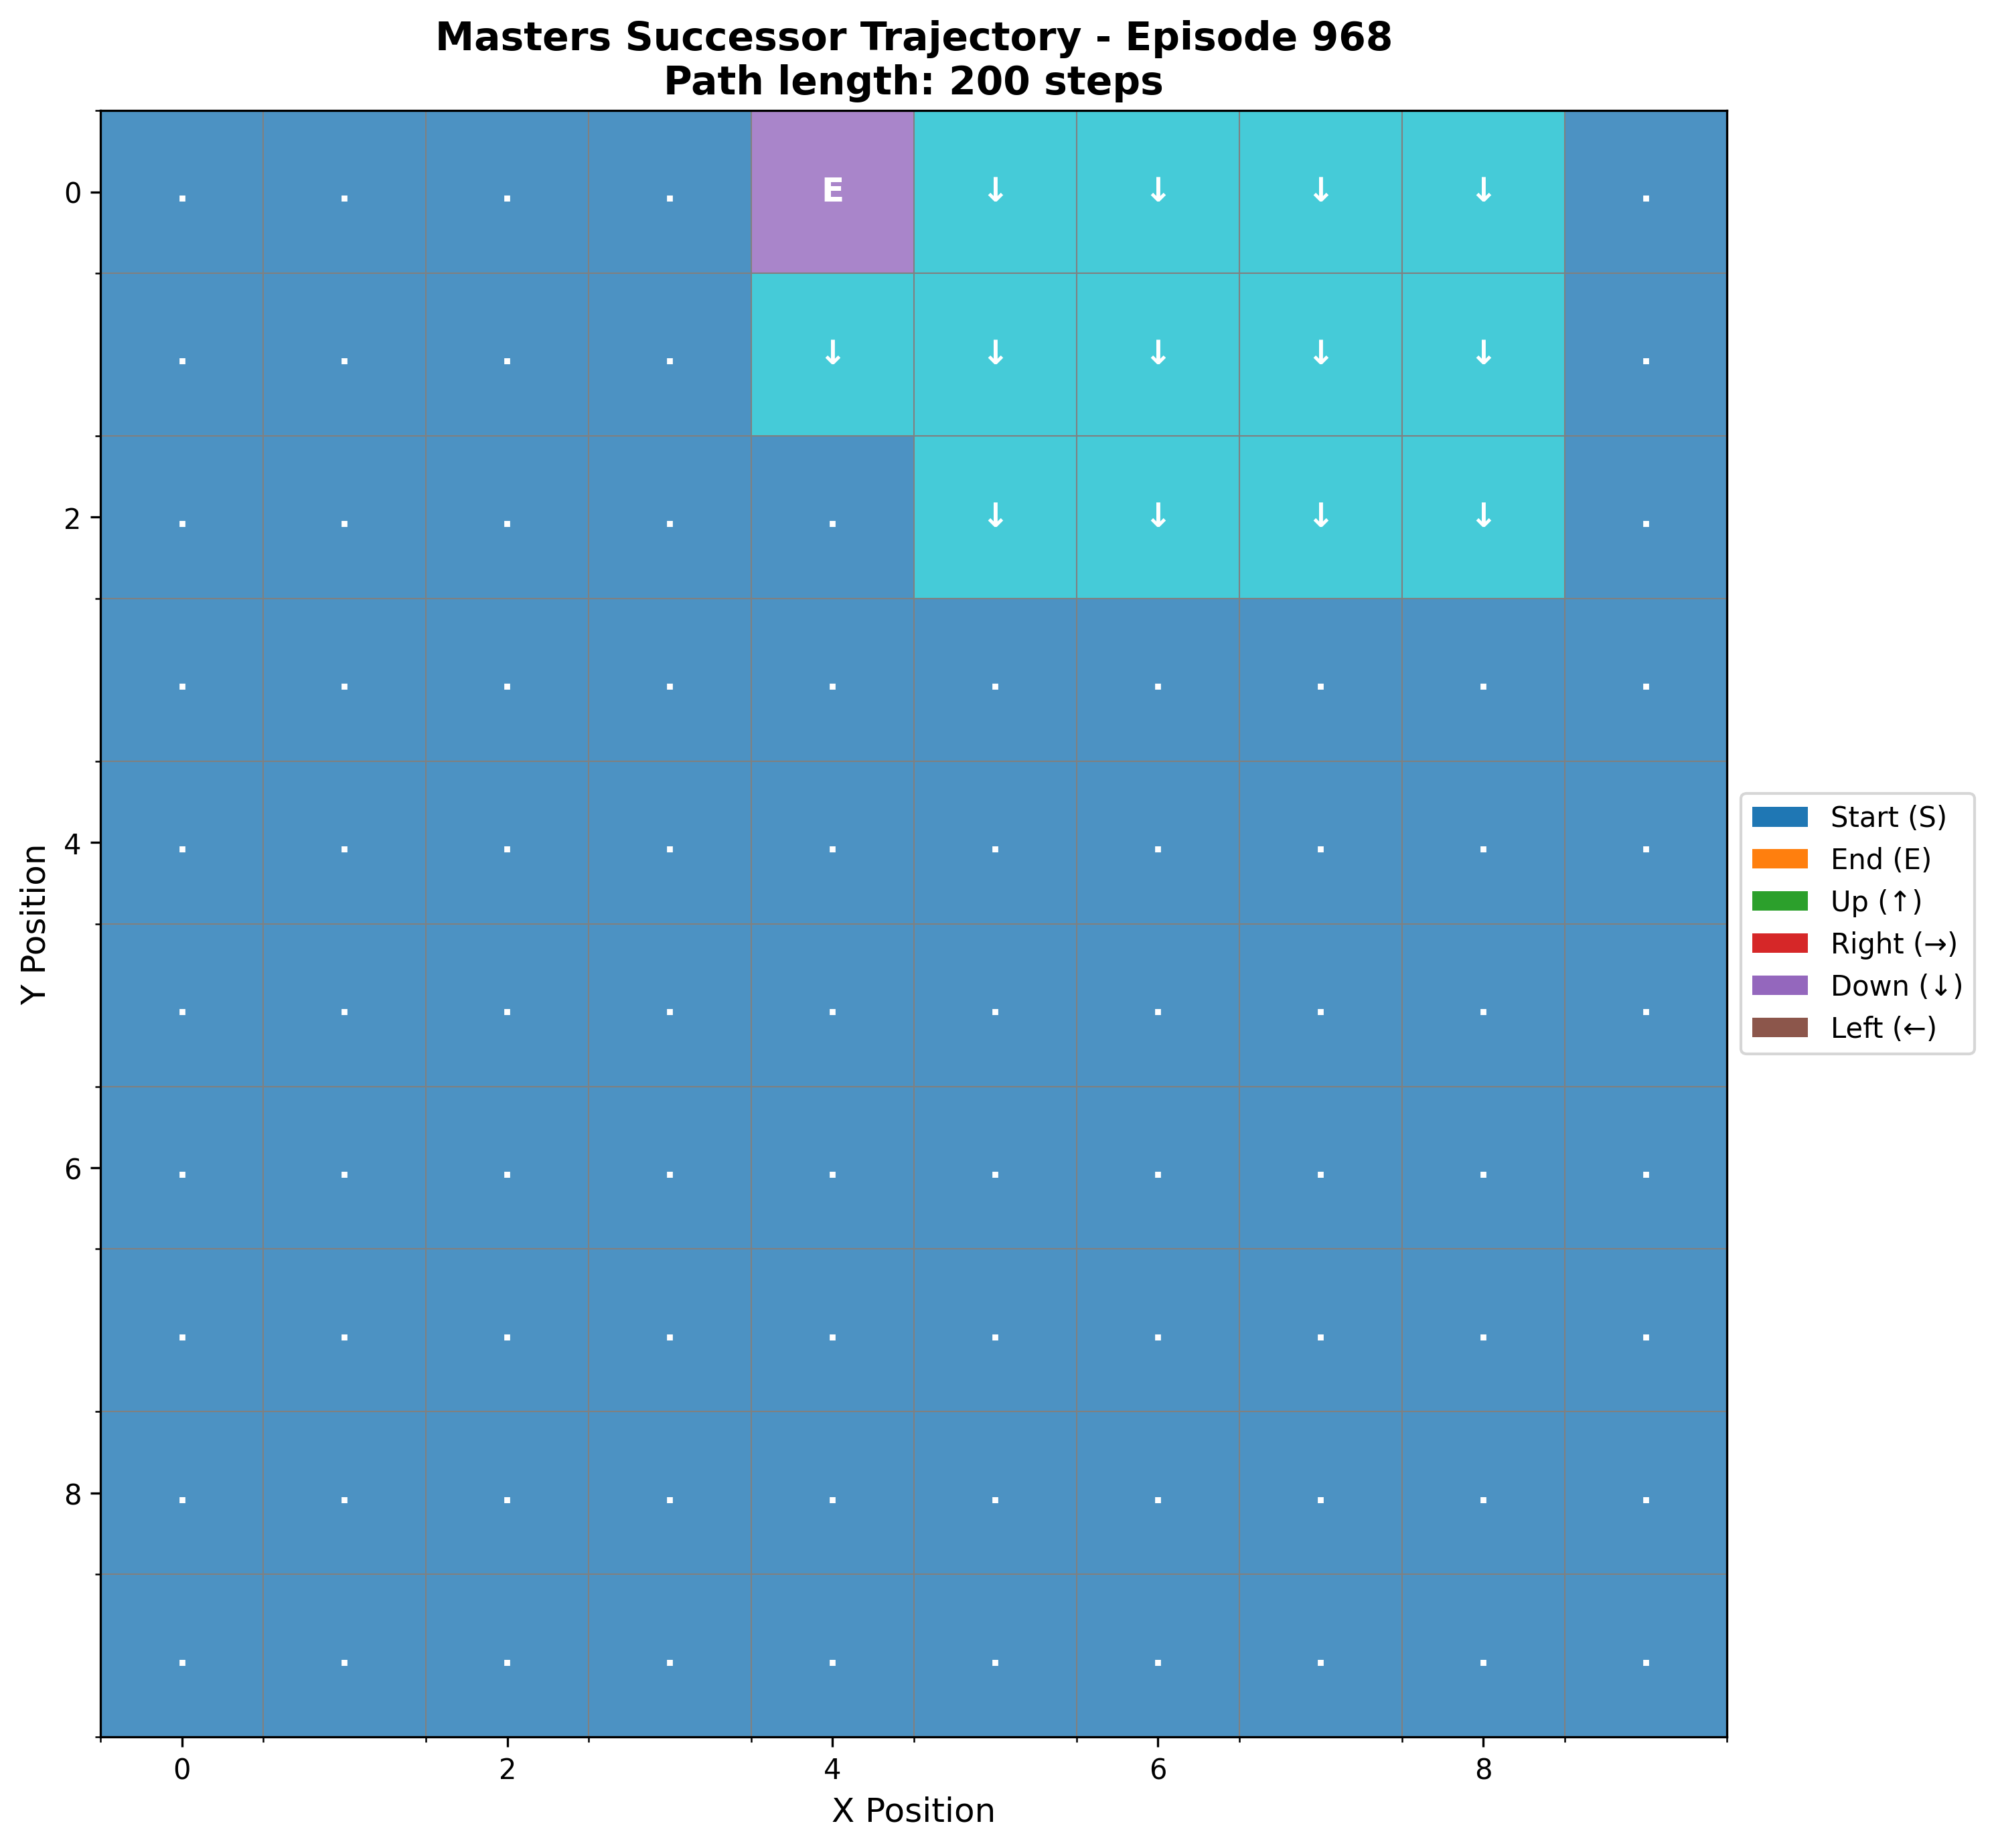 Masters Successor Trajectory - Episode 968
Path length: 200 steps
0 . . . . E ↓ ↓ ↓ ↓ .
. . . . ↓ ↓ ↓ ↓ ↓ .
2 . . . . . ↓ ↓ ↓ ↓ .
. . . . . . . . . .
4 . . . . . . . . . .
. . . . . . . . . .
6 . . . . . . . . . .
. . . . . . . . . .
8 . . . . . . . . . .
. . . . . . . . . .
0 2 4 6 8
X Position
Y Position
Start (S)
End (E)
Up (↑)
Right (→)
Down (↓)
Left (←)